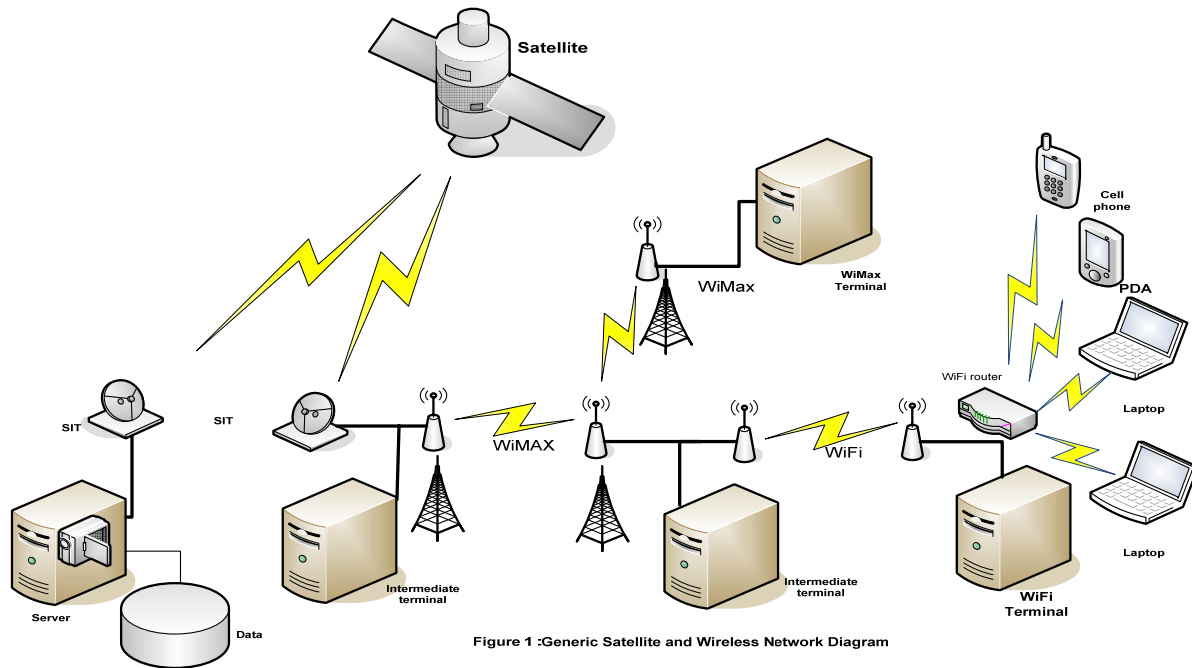 Satellite
Cell
phone
WiMax
Terminal
WiMax
PDA
WiFi router
Laptop
SIT
SIT
WiMAX
WiFi
Laptop
Intermediate
terminal
Intermediate
terminal
WiFi
Terminal
Server
Data
Figure 1 :Generic Satellite and Wireless Network Diagram